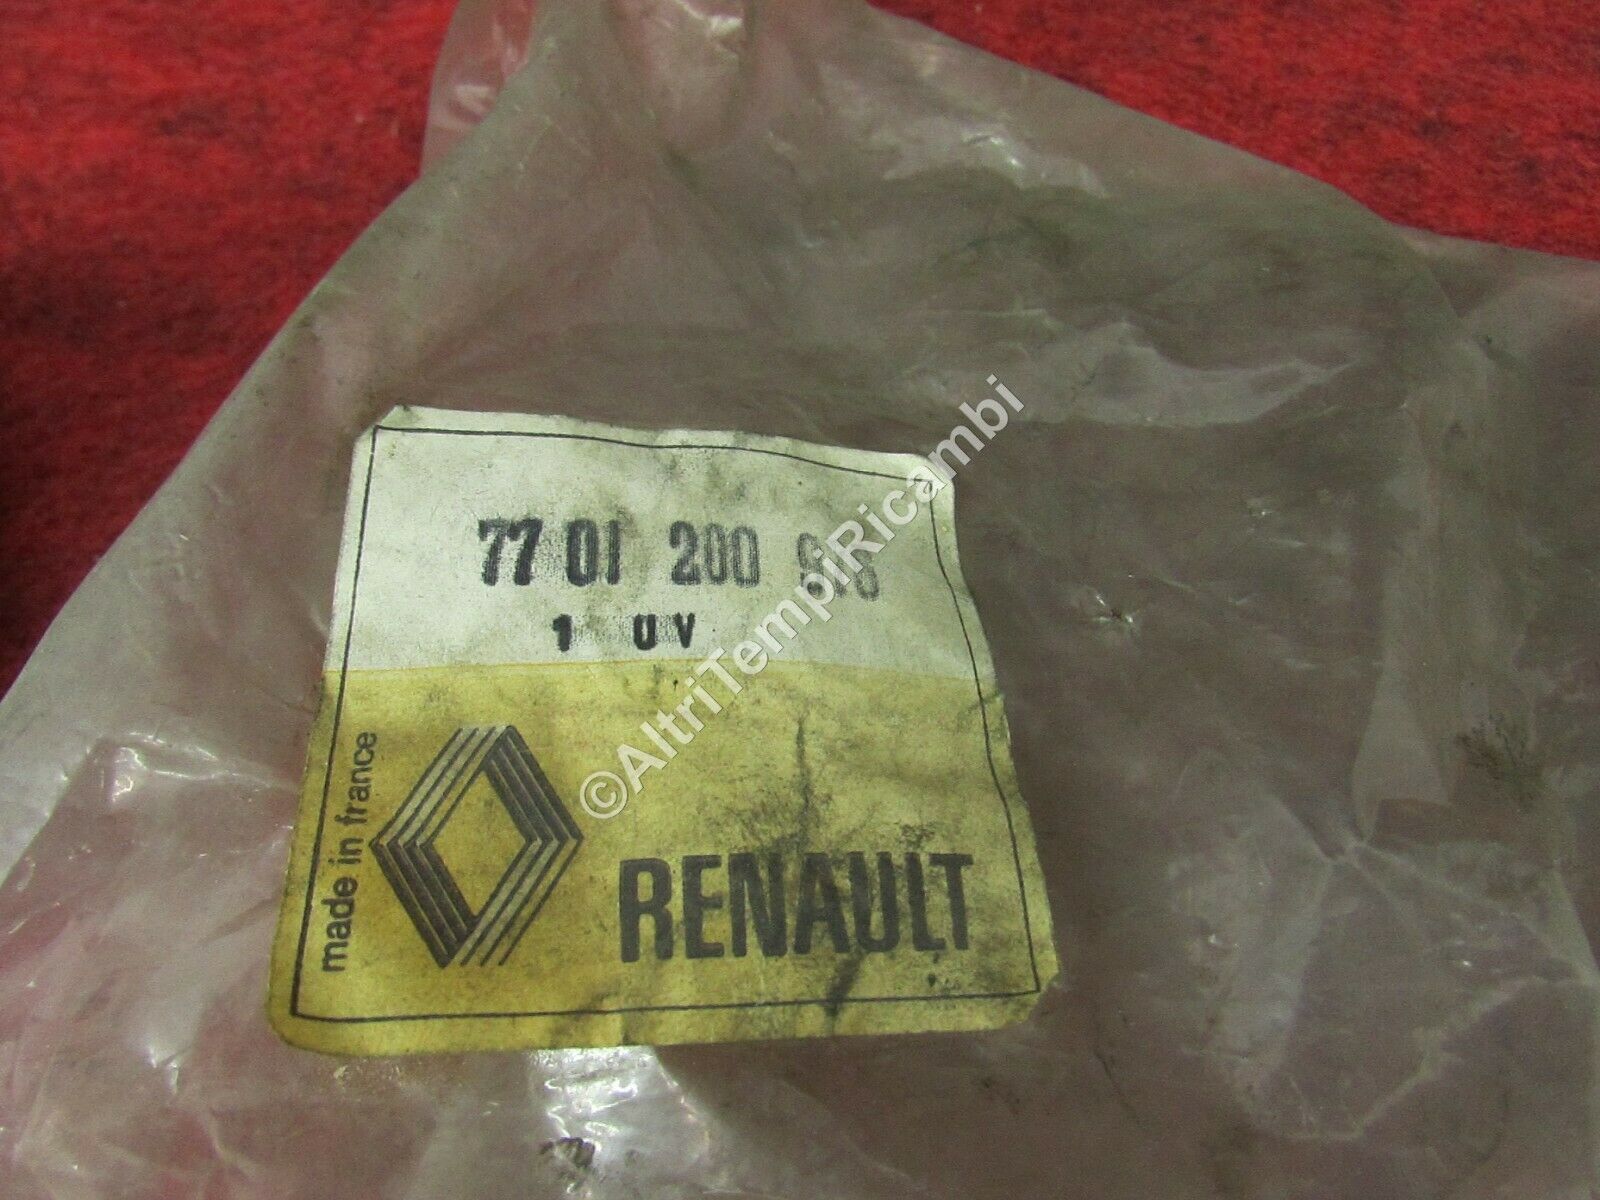 77 01 200
1 UV
made in france
RENAULT
©AltriTempiRicambi